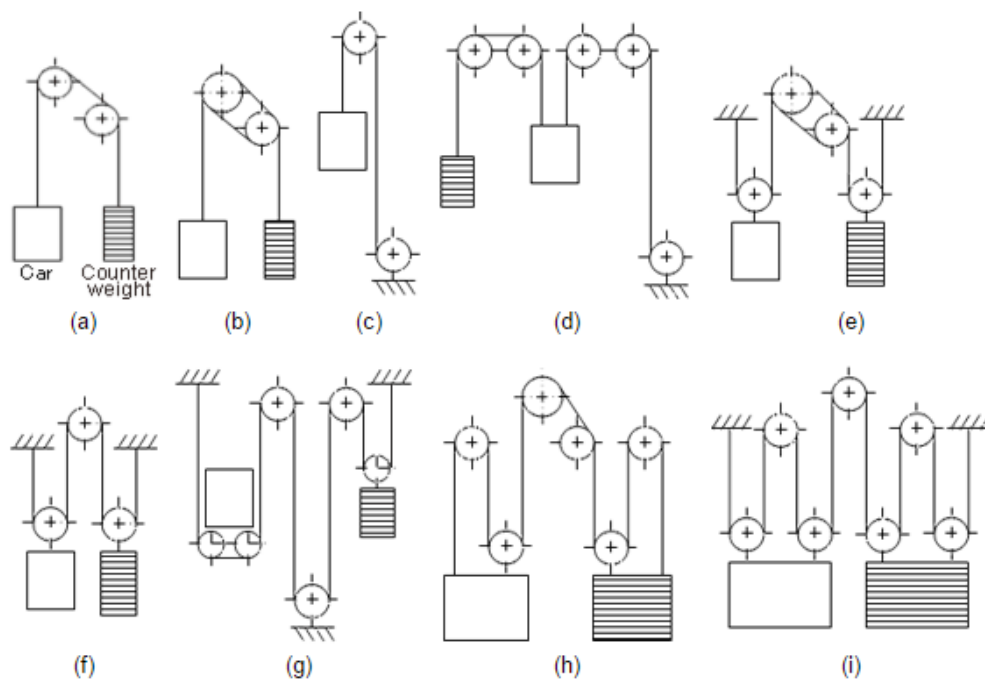 Car
Counter
weight
(a)
(b)
(c)
(d)
(e)
(f)
(g)
(h)
(i)